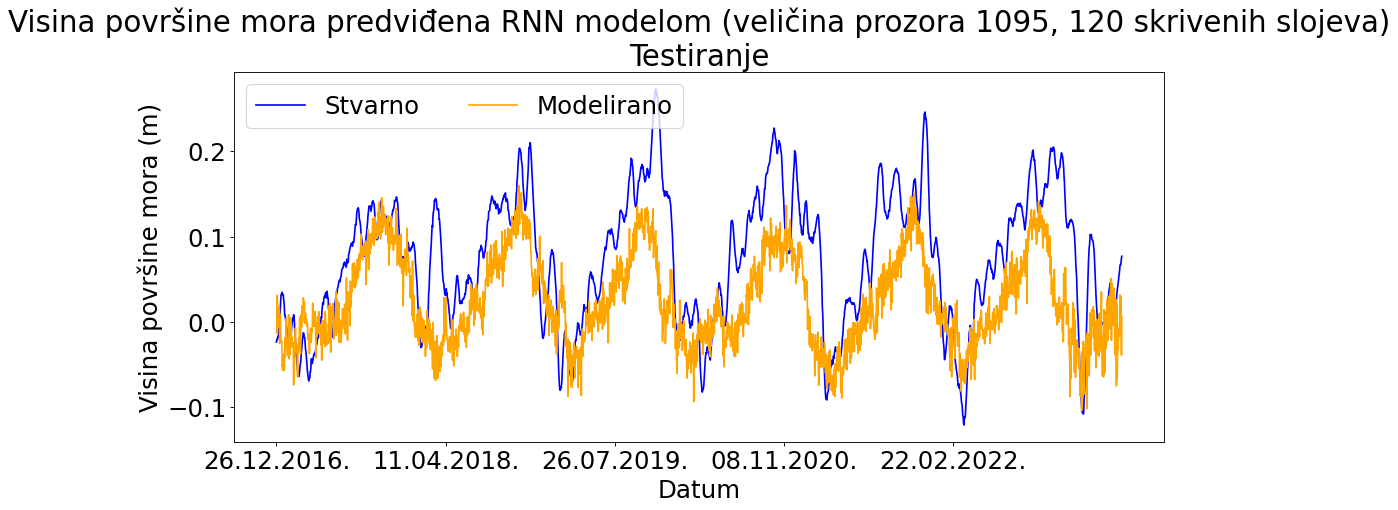 Visina površine mora predviđena RNN modelom (veličina prozora 1095, 120 skrivenih slojeva)
Testiranje
Stvarno
Modelirano
Visina površine mora (m)
0.2
0.1
0.0
−0.1
26.12.2016.
11.04.2018.
26.07.2019.
08.11.2020.
22.02.2022.
Datum